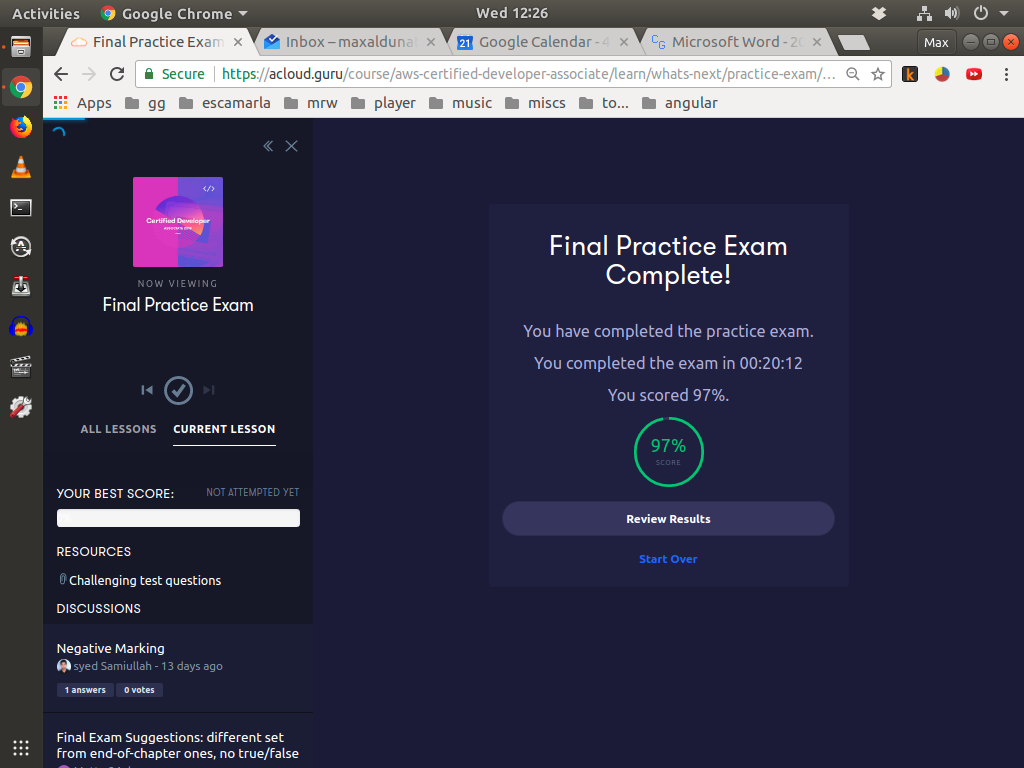 Activities
Google Chrome
Wed 12:26
Final Practice Exam
Inbox – maxalduna
Google Calendar - 4
Microsoft Word - 20
Max
Secure
https://acloud.guru/course/aws-certified-developer-associate/learn/whats-next/practice-exam/...
Apps
gg
escamarla
mrw
player
music
miscs
to...
angular
</>
Certified Developer
NOW VIEWING
Final Practice Exam
ALL LESSONS
CURRENT LESSON
YOUR BEST SCORE:
NOT ATTEMPTED YET
RESOURCES
Challenging test questions
DISCUSSIONS
Negative Marking
syed Samiullah - 13 days ago
1 answers
0 votes
Final Exam Suggestions: different set
from end-of-chapter ones, no true/false
Final Practice Exam
Complete!
You have completed the practice exam.
You completed the exam in 00:20:12
You scored 97%.
97%
SCORE
Review Results
Start Over